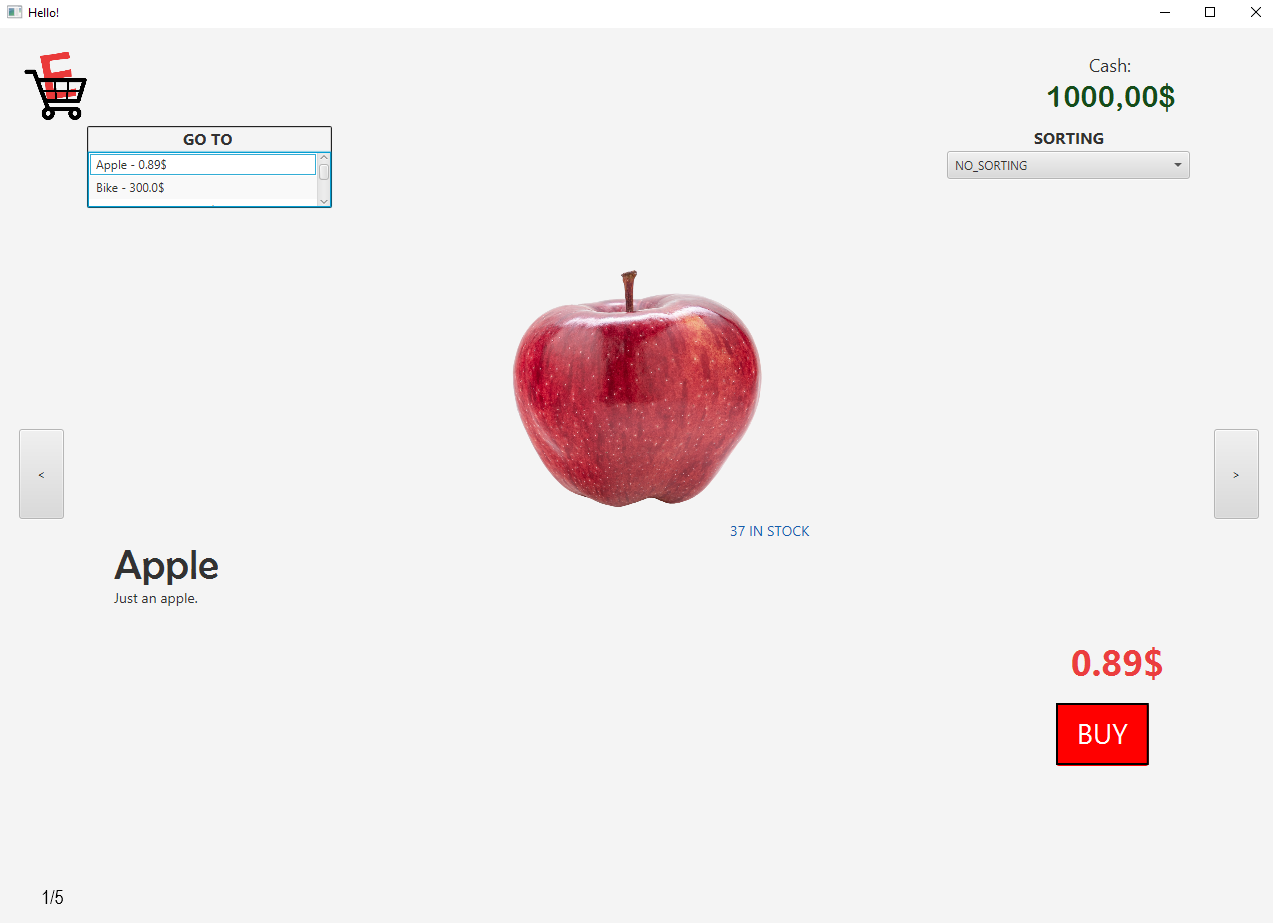 Hello!
E
Cash:
1000,00$
GO TO
SORTING
Apple - 0.89$
NO_SORTING
Bike - 300.0$
<
>
37 IN STOCK
Apple
Just an apple.
0.89$
BUY
1/5